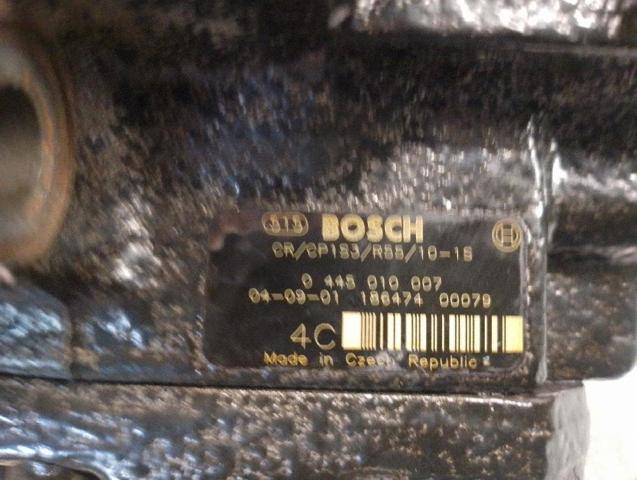 515 BOSCH
CR/CP1S3/R55/10-1S
0 445 010 007
04-09-01 186474 00079
4C
Made in Czech Republic